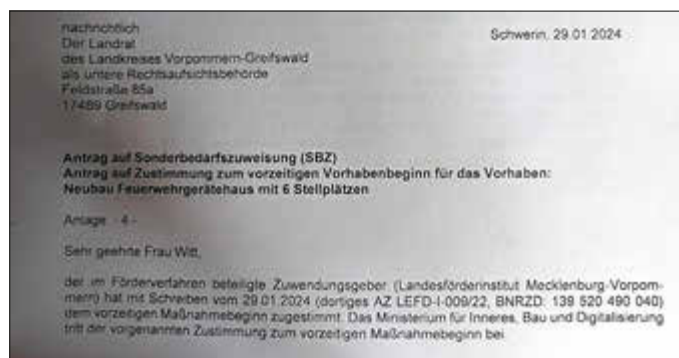 nachrichtlich
Der Landrat
Schwerin, 29.01.2024
des Landkreises Vorpommern-Greifswald
als untere Rechtsaufsichtsbehörde
Feldstraße 85a
17489 Greifswald
Antrag auf Sonderbedarfszuweisung (SBZ)
Antrag auf Zustimmung zum vorzeitigen Vorhabenbeginn für das Vorhaben:
Neubau Feuerwehrgerätehaus mit 6 Stellplätzen
Anlage - 4 -
Sehr geehrte Frau Witt,
der im Förderverfahren beteiligte Zuwendungsgeber (Landesförderinstitut Mecklenburg-Vorpom-
mern) hat mit Schreiben vom 29.01.2024 (dortiges AZ LEFD-I-009/22, BNRZD: 139 520 490 040)
dem vorzeitigen Maßnahmebeginn zugestimmt. Das Ministerium für Inneres, Bau und Digitalisierung
tritt der vorgenannten Zustimmung zum vorzeitigen Maßnahmebeginn bei.